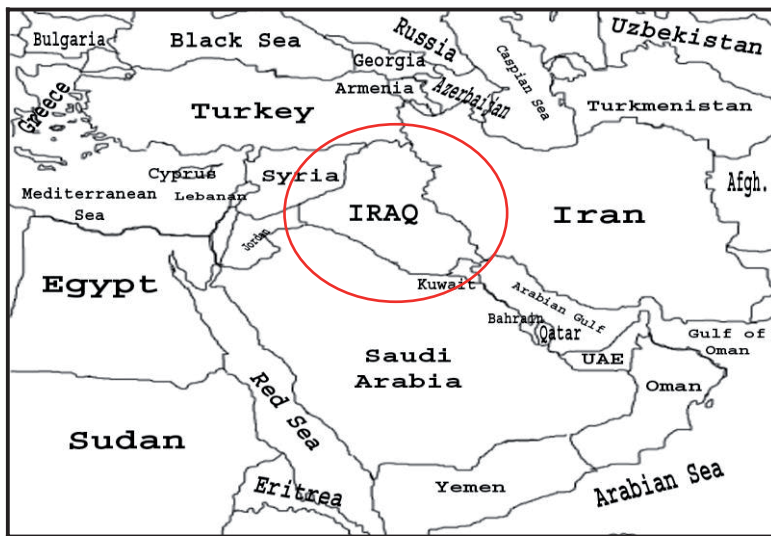 Bulgaria
Black Sea
Russia
Caspian Sea
Uzbekistan
Greece
Georgia
Armenia
Azerbaijan
Turkey
Turkmenistan
Cyprus
Syria
Mediterranean
Sea
Lebanan
IRAQ
Iran
Afgh.
Jordan
Egypt
Kuwait
Arabian Gulf
Bahrain
Qatar
Gulf of
Oman
UAE
Saudi
Arabia
Oman
Red Sea
Sudan
Eritrea
Yemen
Arabian Sea